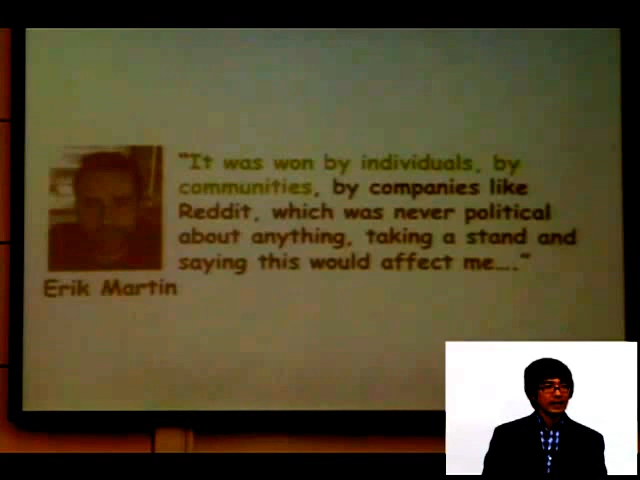 "It was won by individuals, by
communities, by companies like
Reddit, which was never political
about anything, taking a stand and
saying this would affect me…."
Erik Martin